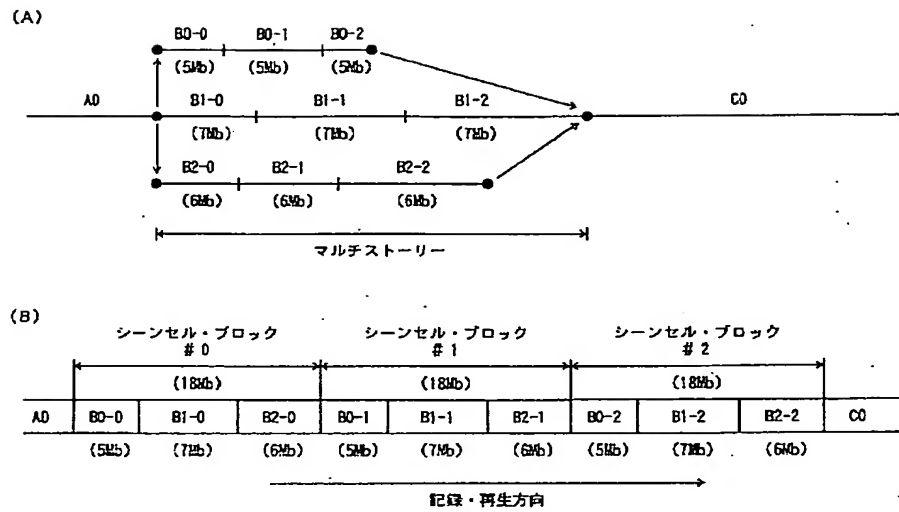 (A)
B0-0 B0-1 B0-2
(5Mb) (5Mb) (5Mb)
A0 B1-0 B1-1 B1-2 C0
(7Mb) (7Mb) (7Mb)
B2-0 B2-1 B2-2
(6Mb) (6Mb) (6Mb)
マルチストーリー
(B)
シーンセル・ブロック シーンセル・ブロック シーンセル・ブロック
#0 #1 #2
(18Mb) (18Mb) (18Mb)
A0 B0-0 B1-0 B2-0 B0-1 B1-1 B2-1 B0-2 B1-2 B2-2 C0
(5Mb) (7Mb) (6Mb) (5Mb) (7Mb) (6Mb) (5Mb) (7Mb) (6Mb)
記録・再生方向